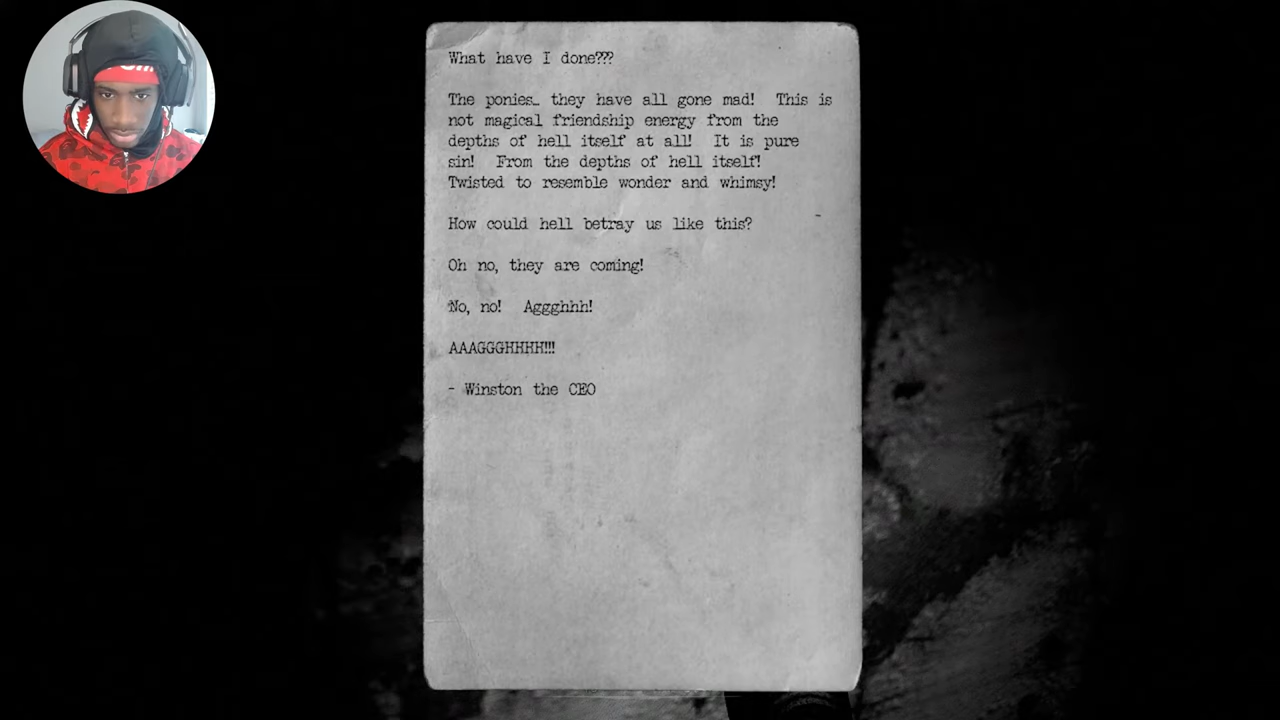 What have I done???
The ponies… they have all gone mad! This is
not magical friendship energy from the
depths of hell itself at all! It is pure
sin! From the depths of hell itself!
Twisted to resemble wonder and whimsy!
How could hell betray us like this?
Oh no, they are coming!
No, no! Aggghhh!
AAAGGGHHHH!!!
- Winston the CEO